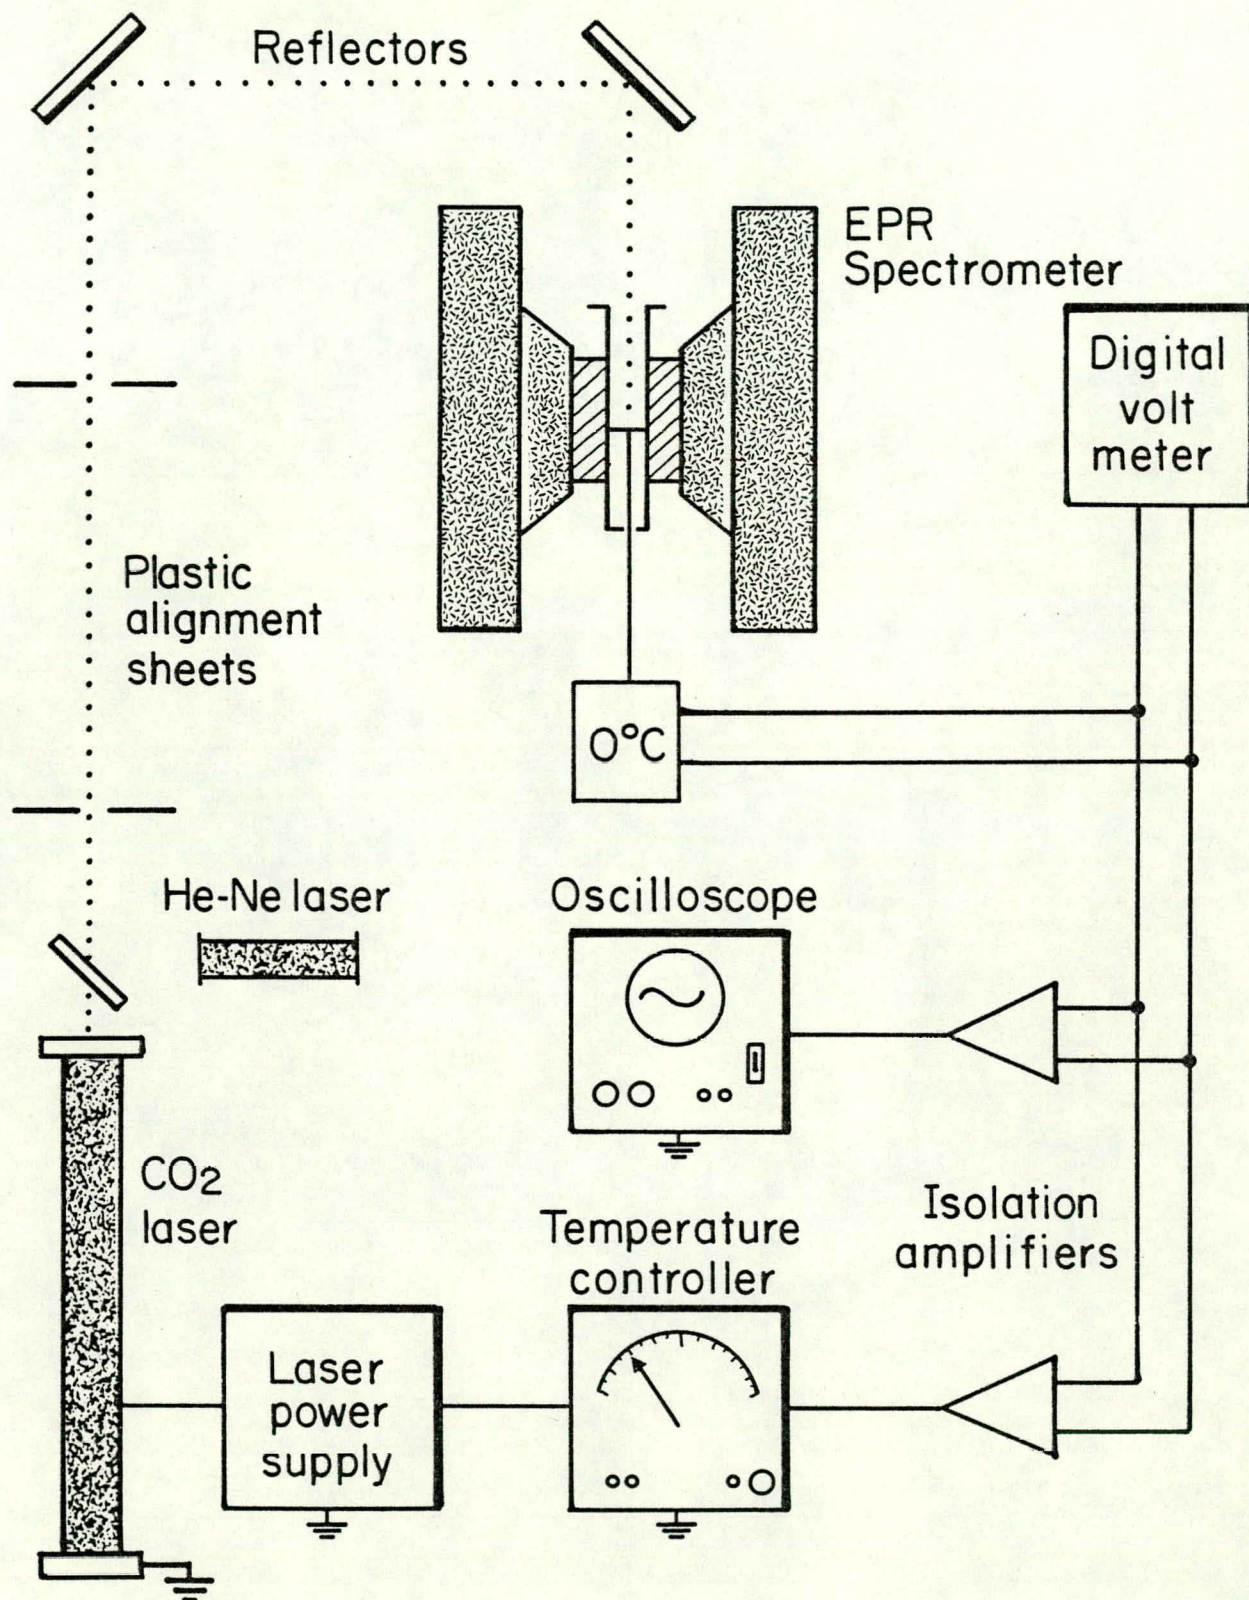 Reflectors
EPR
Spectrometer
Digital
volt
meter
Plastic
alignment
sheets
0°C
He-Ne laser
Oscilloscope
CO2
laser
Isolation
amplifiers
Temperature
controller
Laser
power
supply